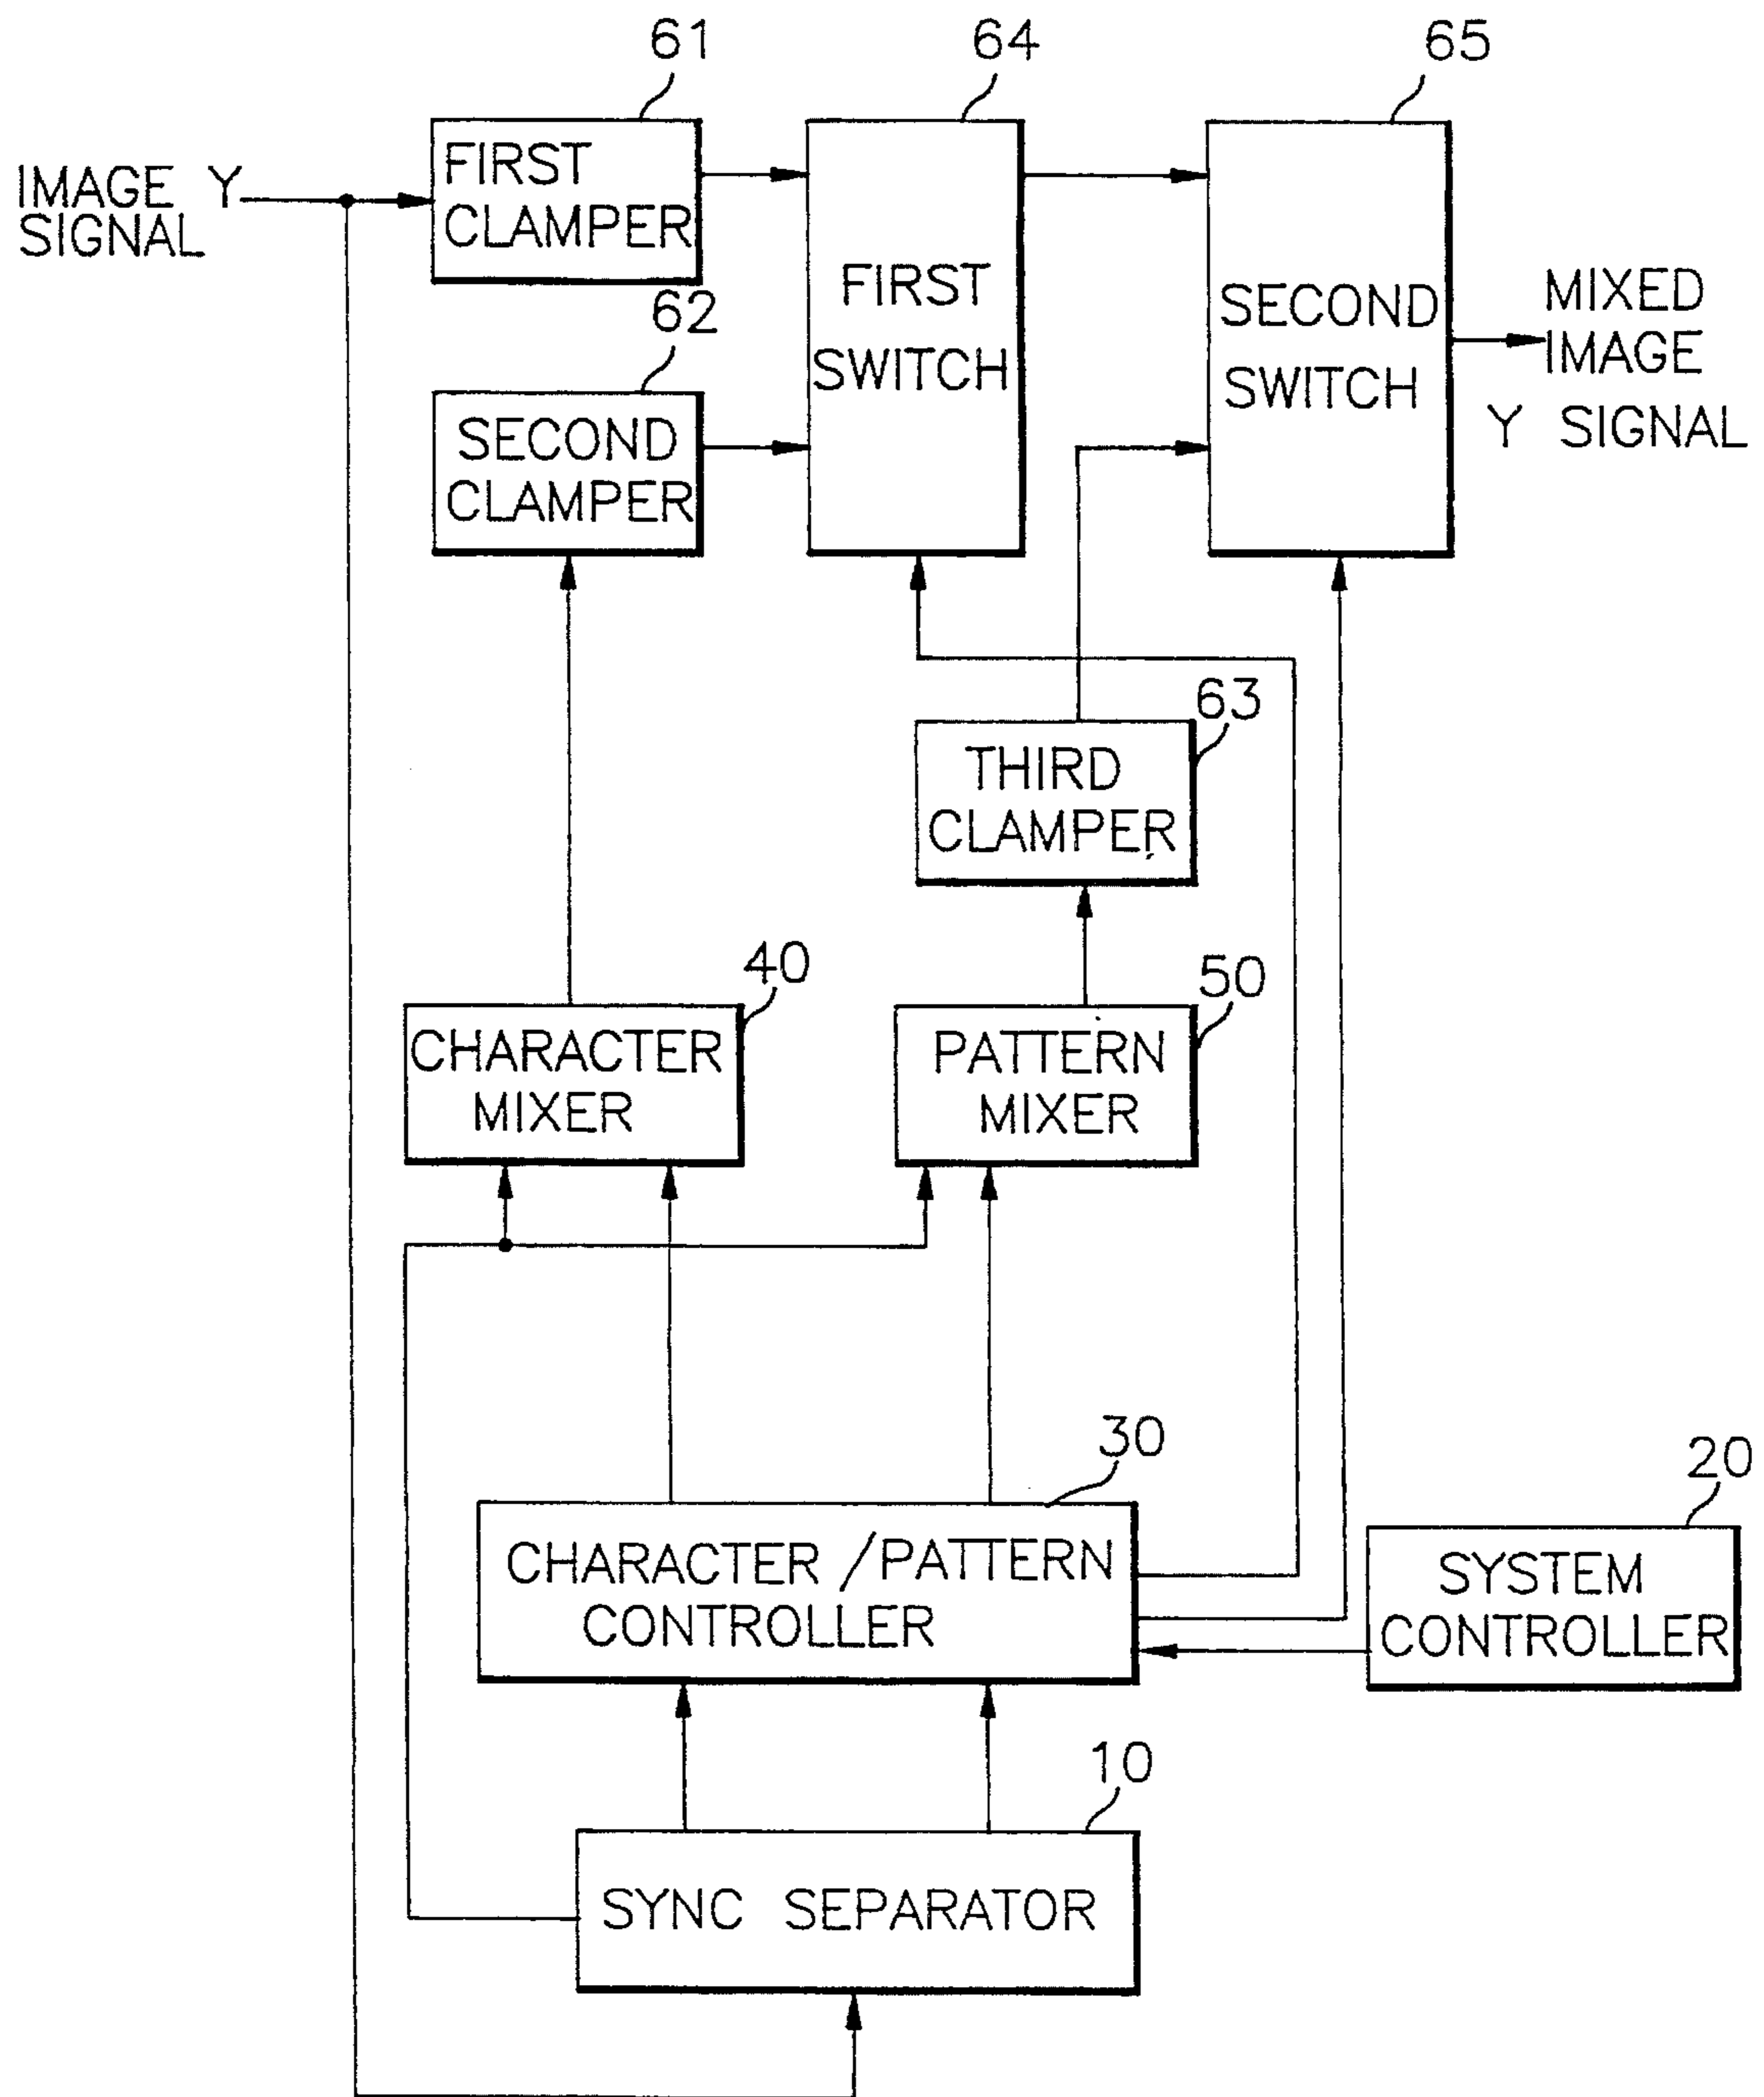 61
64
65
IMAGE Y
SIGNAL
FIRST
CLAMPER
FIRST
SWITCH
SECOND
SWITCH
MIXED
IMAGE
Y SIGNAL
62
SECOND
CLAMPER
63
THIRD
CLAMPER
40
CHARACTER
MIXER
50
PATTERN
MIXER
30
CHARACTER /PATTERN
CONTROLLER
20
SYSTEM
CONTROLLER
10
SYNC SEPARATOR